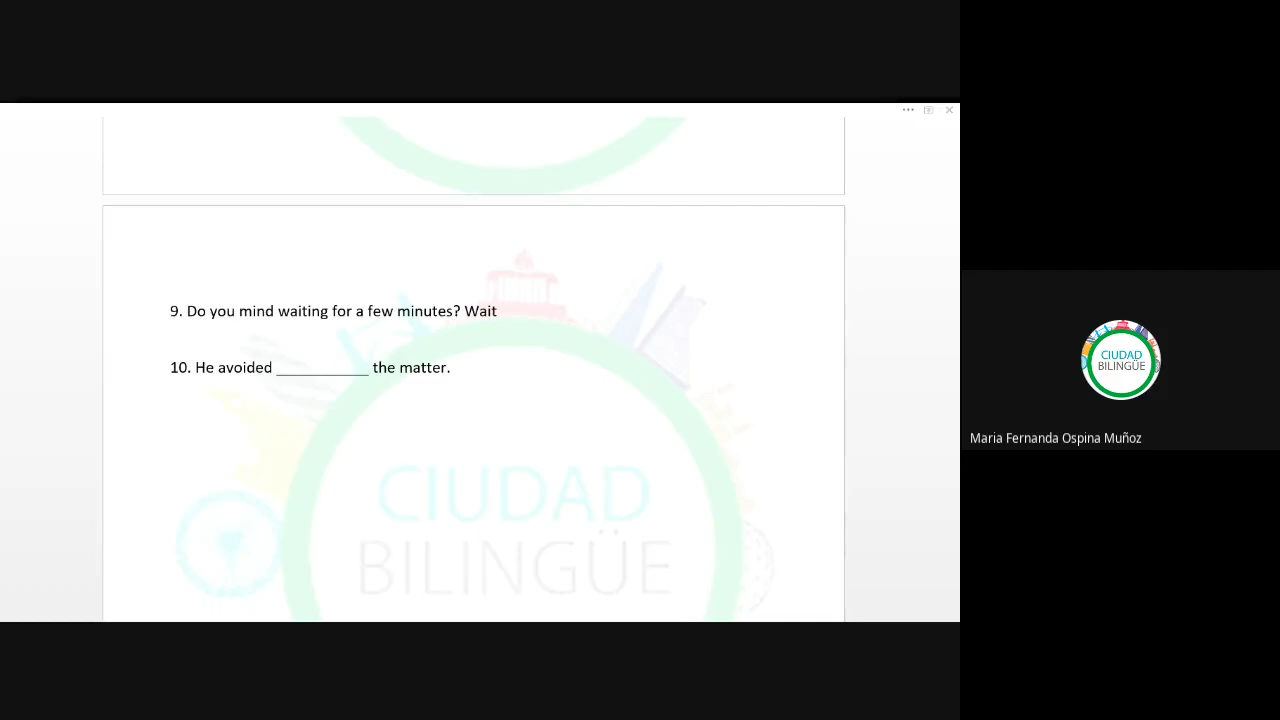 9. Do you mind waiting for a few minutes? Wait
10. He avoided ___________ the matter.
CIUDAD
BILINGÜE
CIUDAD
BILINGÜE
Maria Fernanda Ospina Muñoz